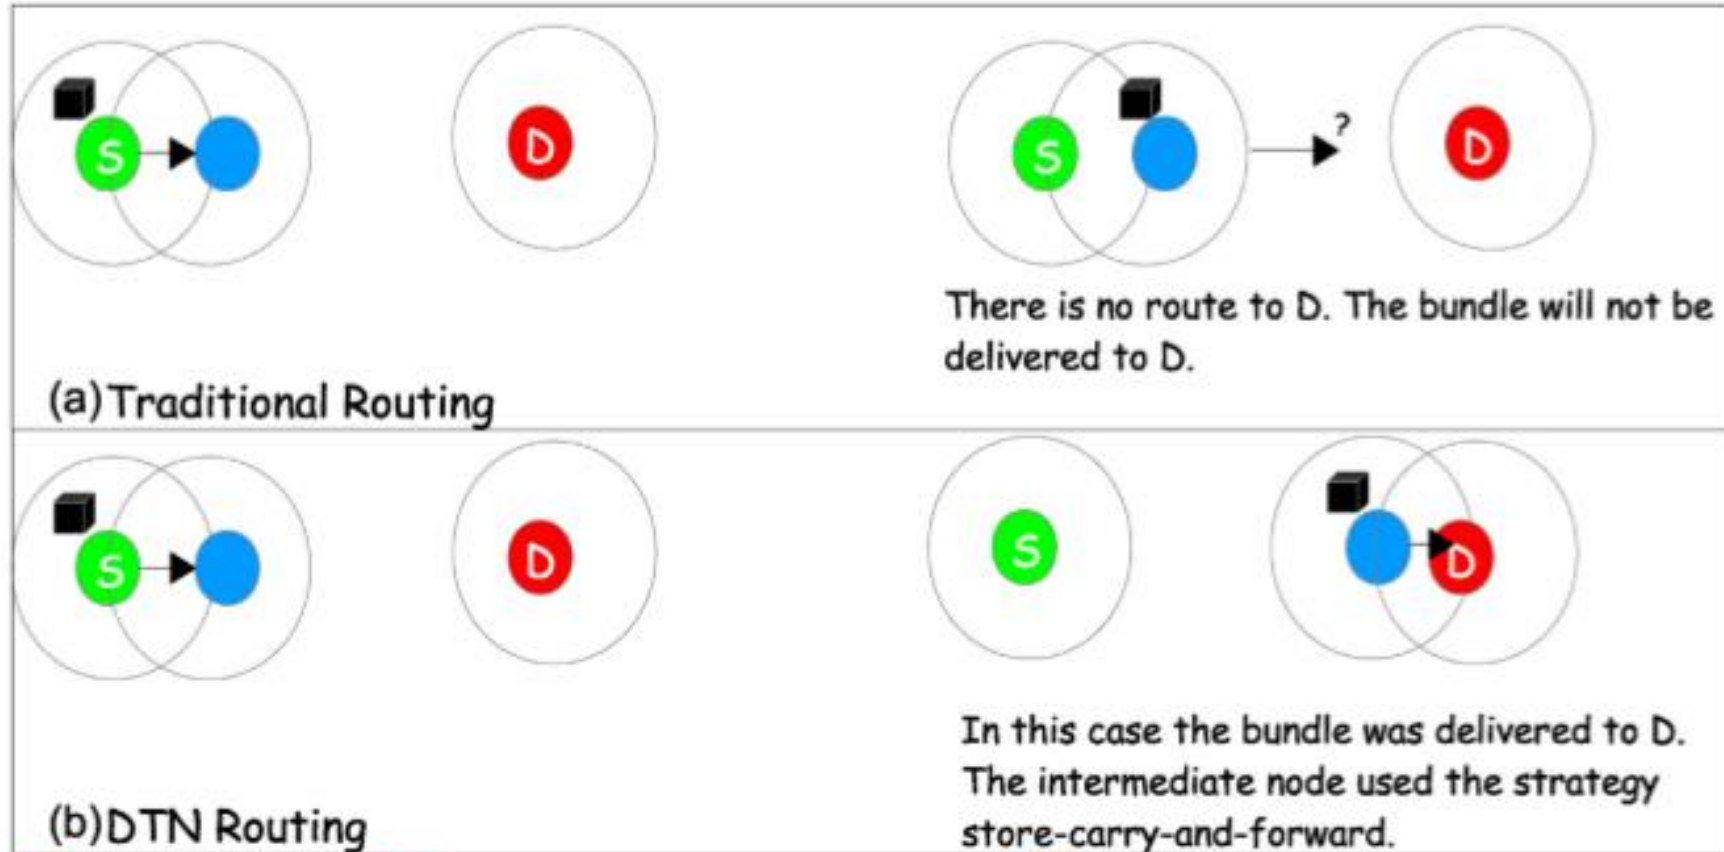 S
D
S
?
D
There is no route to D. The bundle will not be
delivered to D.
(a) Traditional Routing
S
D
S
D
In this case the bundle was delivered to D.
The intermediate node used the strategy
store-carry-and-forward.
(b) DTN Routing